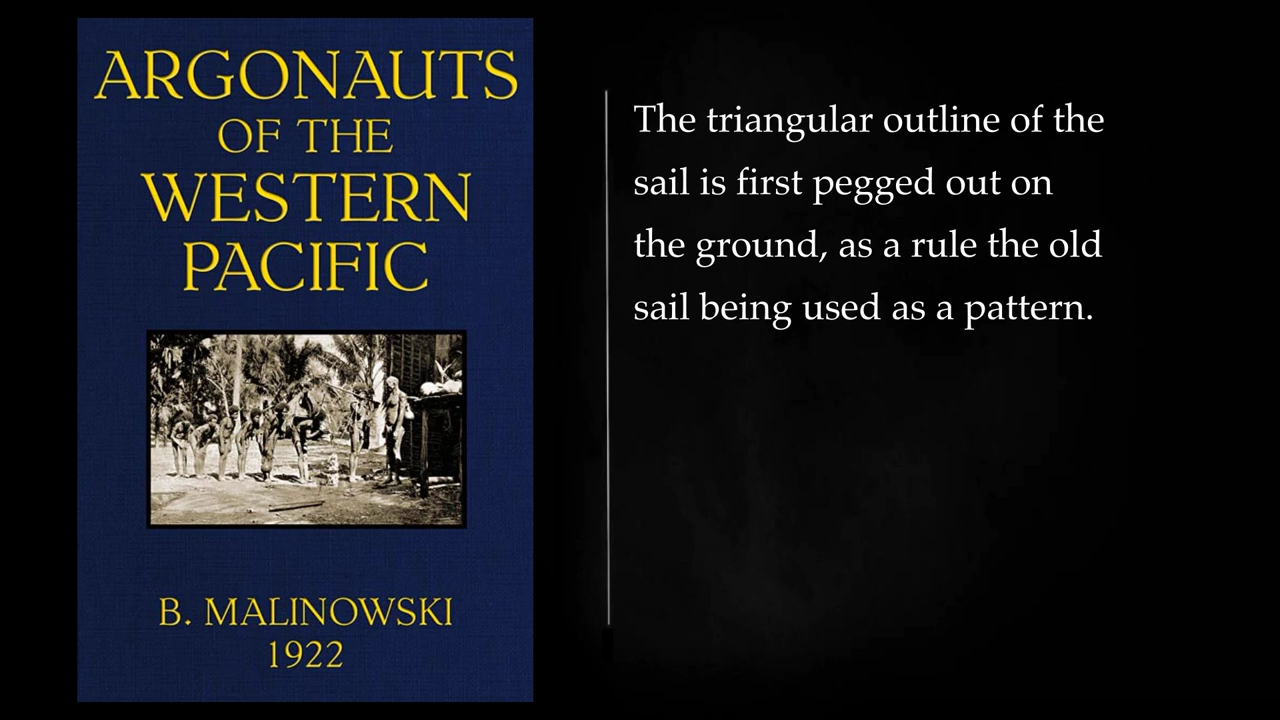 ARGONAUTS
OF THE
WESTERN
PACIFIC
B. MALINOWSKI
1922
The triangular outline of the
sail is first pegged out on
the ground, as a rule the old
sail being used as a pattern.